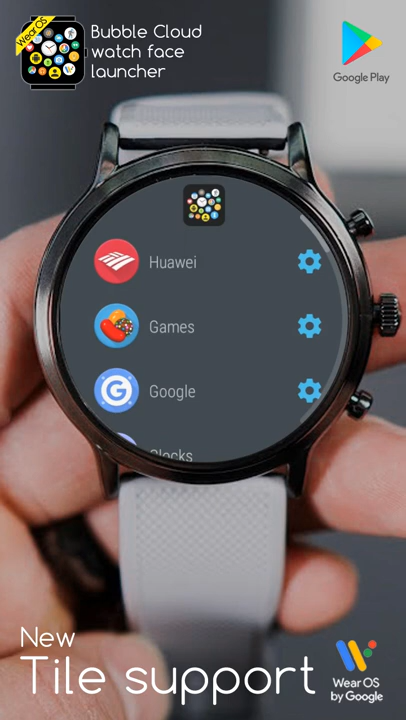 Wear OS
Bubble Cloud
watch face
launcher
Google Play
Huawei
Games
Google
Clocks
New
Tile support
Wear OS
by Google